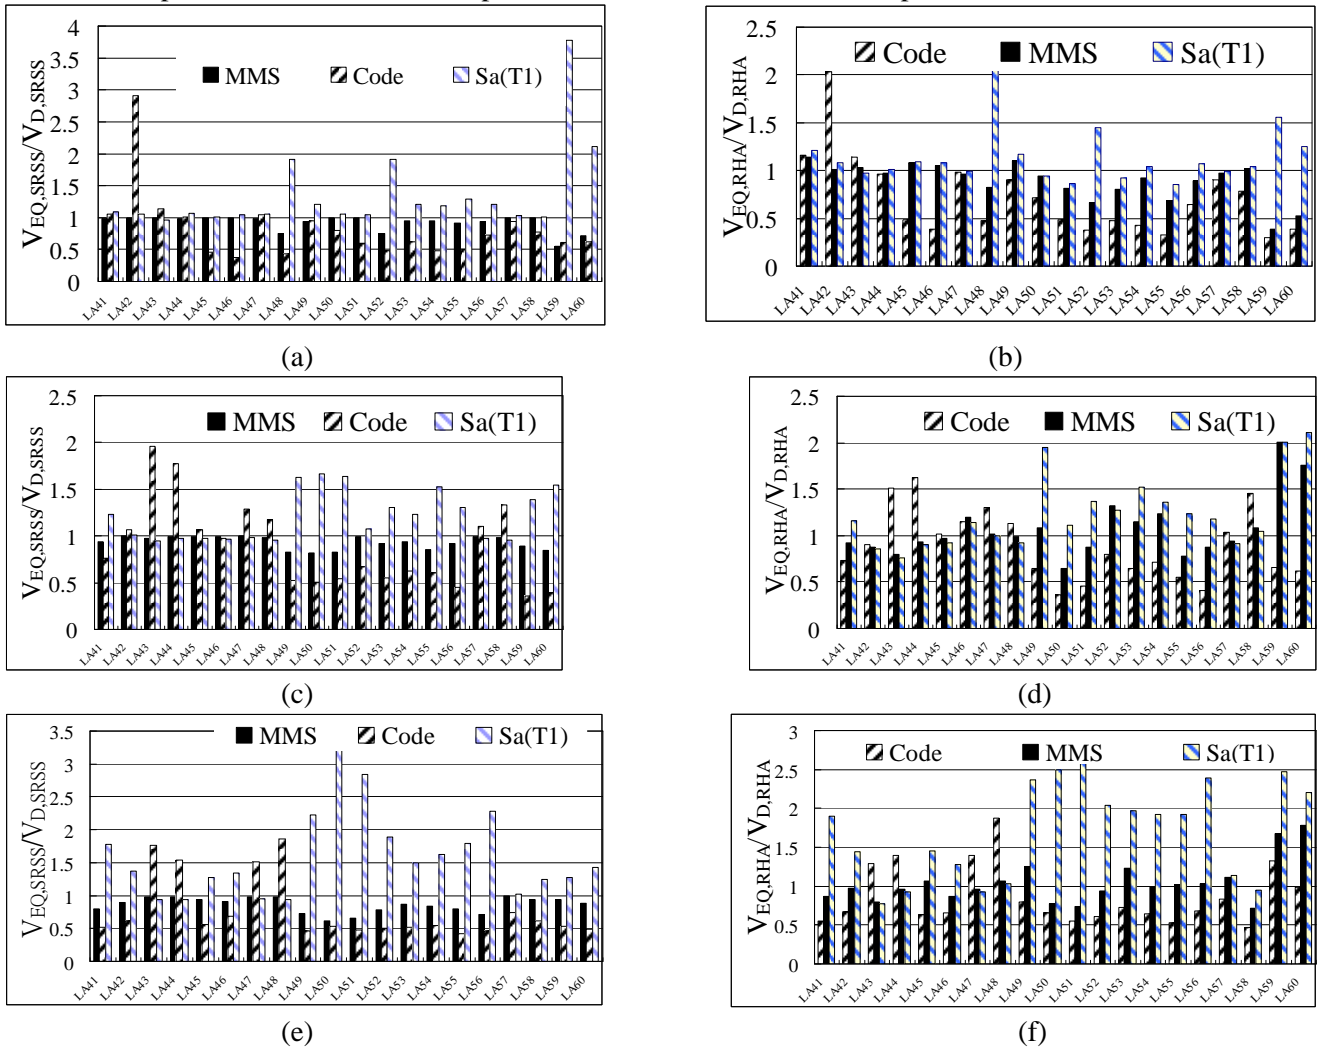 V_EQ,SRSS/V_D,SRSS
4
3.5
3
2.5
2
1.5
1
0.5
0
MMS Code Sa(T1)
LA41 LA42 LA43 LA44 LA45 LA46 LA47 LA48 LA49 LA50 LA51 LA52 LA53 LA54 LA55 LA56 LA57 LA58 LA59 LA60
(a)
V_EQ,RHA/V_D,RHA
2.5
2
1.5
1
0.5
0
Code MMS Sa(T1)
LA41 LA42 LA43 LA44 LA45 LA46 LA47 LA48 LA49 LA50 LA51 LA52 LA53 LA54 LA55 LA56 LA57 LA58 LA59 LA60
(b)
V_EQ,SRSS/V_D,SRSS
2.5
2
1.5
1
0.5
0
MMS Code Sa(T1)
LA41 LA42 LA43 LA44 LA45 LA46 LA47 LA48 LA49 LA50 LA51 LA52 LA53 LA54 LA55 LA56 LA57 LA58 LA59 LA60
(c)
V_EQ,RHA/V_D,RHA
2.5
2
1.5
1
0.5
0
Code MMS Sa(T1)
LA41 LA42 LA43 LA44 LA45 LA46 LA47 LA48 LA49 LA50 LA51 LA52 LA53 LA54 LA55 LA56 LA57 LA58 LA59 LA60
(d)
V_EQ,SRSS/V_D,SRSS
3.5
3
2.5
2
1.5
1
0.5
0
MMS Code Sa(T1)
LA41 LA42 LA43 LA44 LA45 LA46 LA47 LA48 LA49 LA50 LA51 LA52 LA53 LA54 LA55 LA56 LA57 LA58 LA59 LA60
(e)
V_EQ,RHA/V_D,RHA
3
2.5
2
1.5
1
0.5
0
Code MMS Sa(T1)
LA41 LA42 LA43 LA44 LA45 LA46 LA47 LA48 LA49 LA50 LA51 LA52 LA53 LA54 LA55 LA56 LA57 LA58 LA59 LA60
(f)